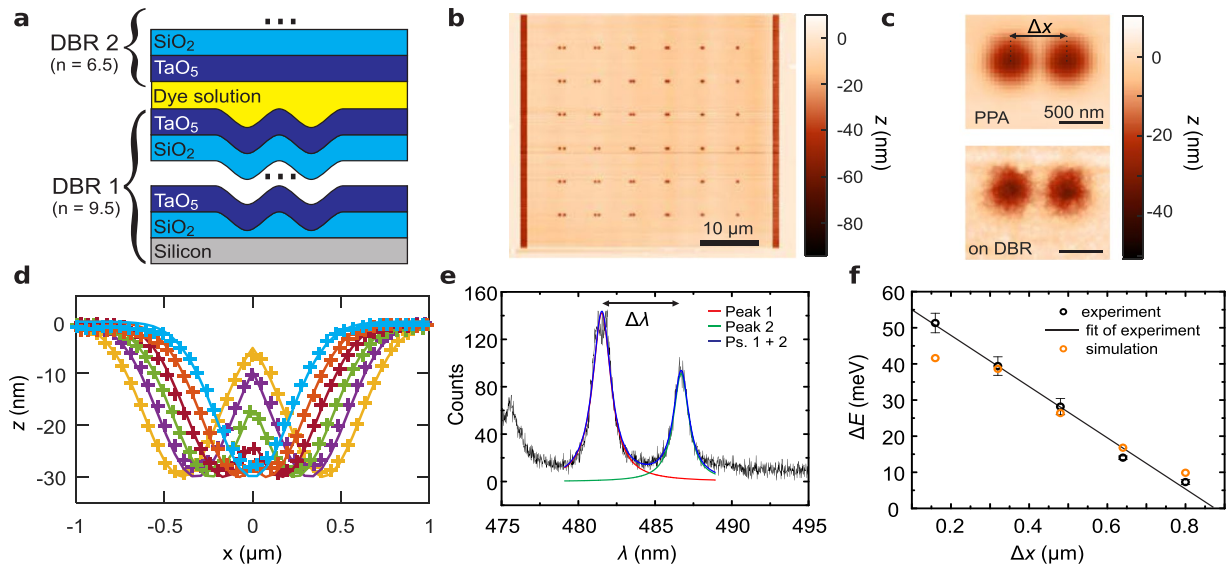 a
DBR 2
(n = 6.5)
...
SiO₂
TaO₅
Dye solution
TaO₅
SiO₂
...
DBR 1
(n = 9.5)
TaO₅
SiO₂
Silicon
b
10 µm
0
-20
-40
-60
-80
z (nm)
c
Δx
PPA
500 nm
on DBR
0
-20
-40
z (nm)
d
0
-10
-20
-30
z (nm)
-1
-0.5
0
0.5
1
x (µm)
e
160
120
80
40
0
Counts
Δλ
Peak 1
Peak 2
Ps. 1 + 2
475
480
485
490
495
λ (nm)
f
60
50
40
30
20
10
0
ΔE (meV)
experiment
fit of experiment
simulation
0.2
0.4
0.6
0.8
Δx (µm)